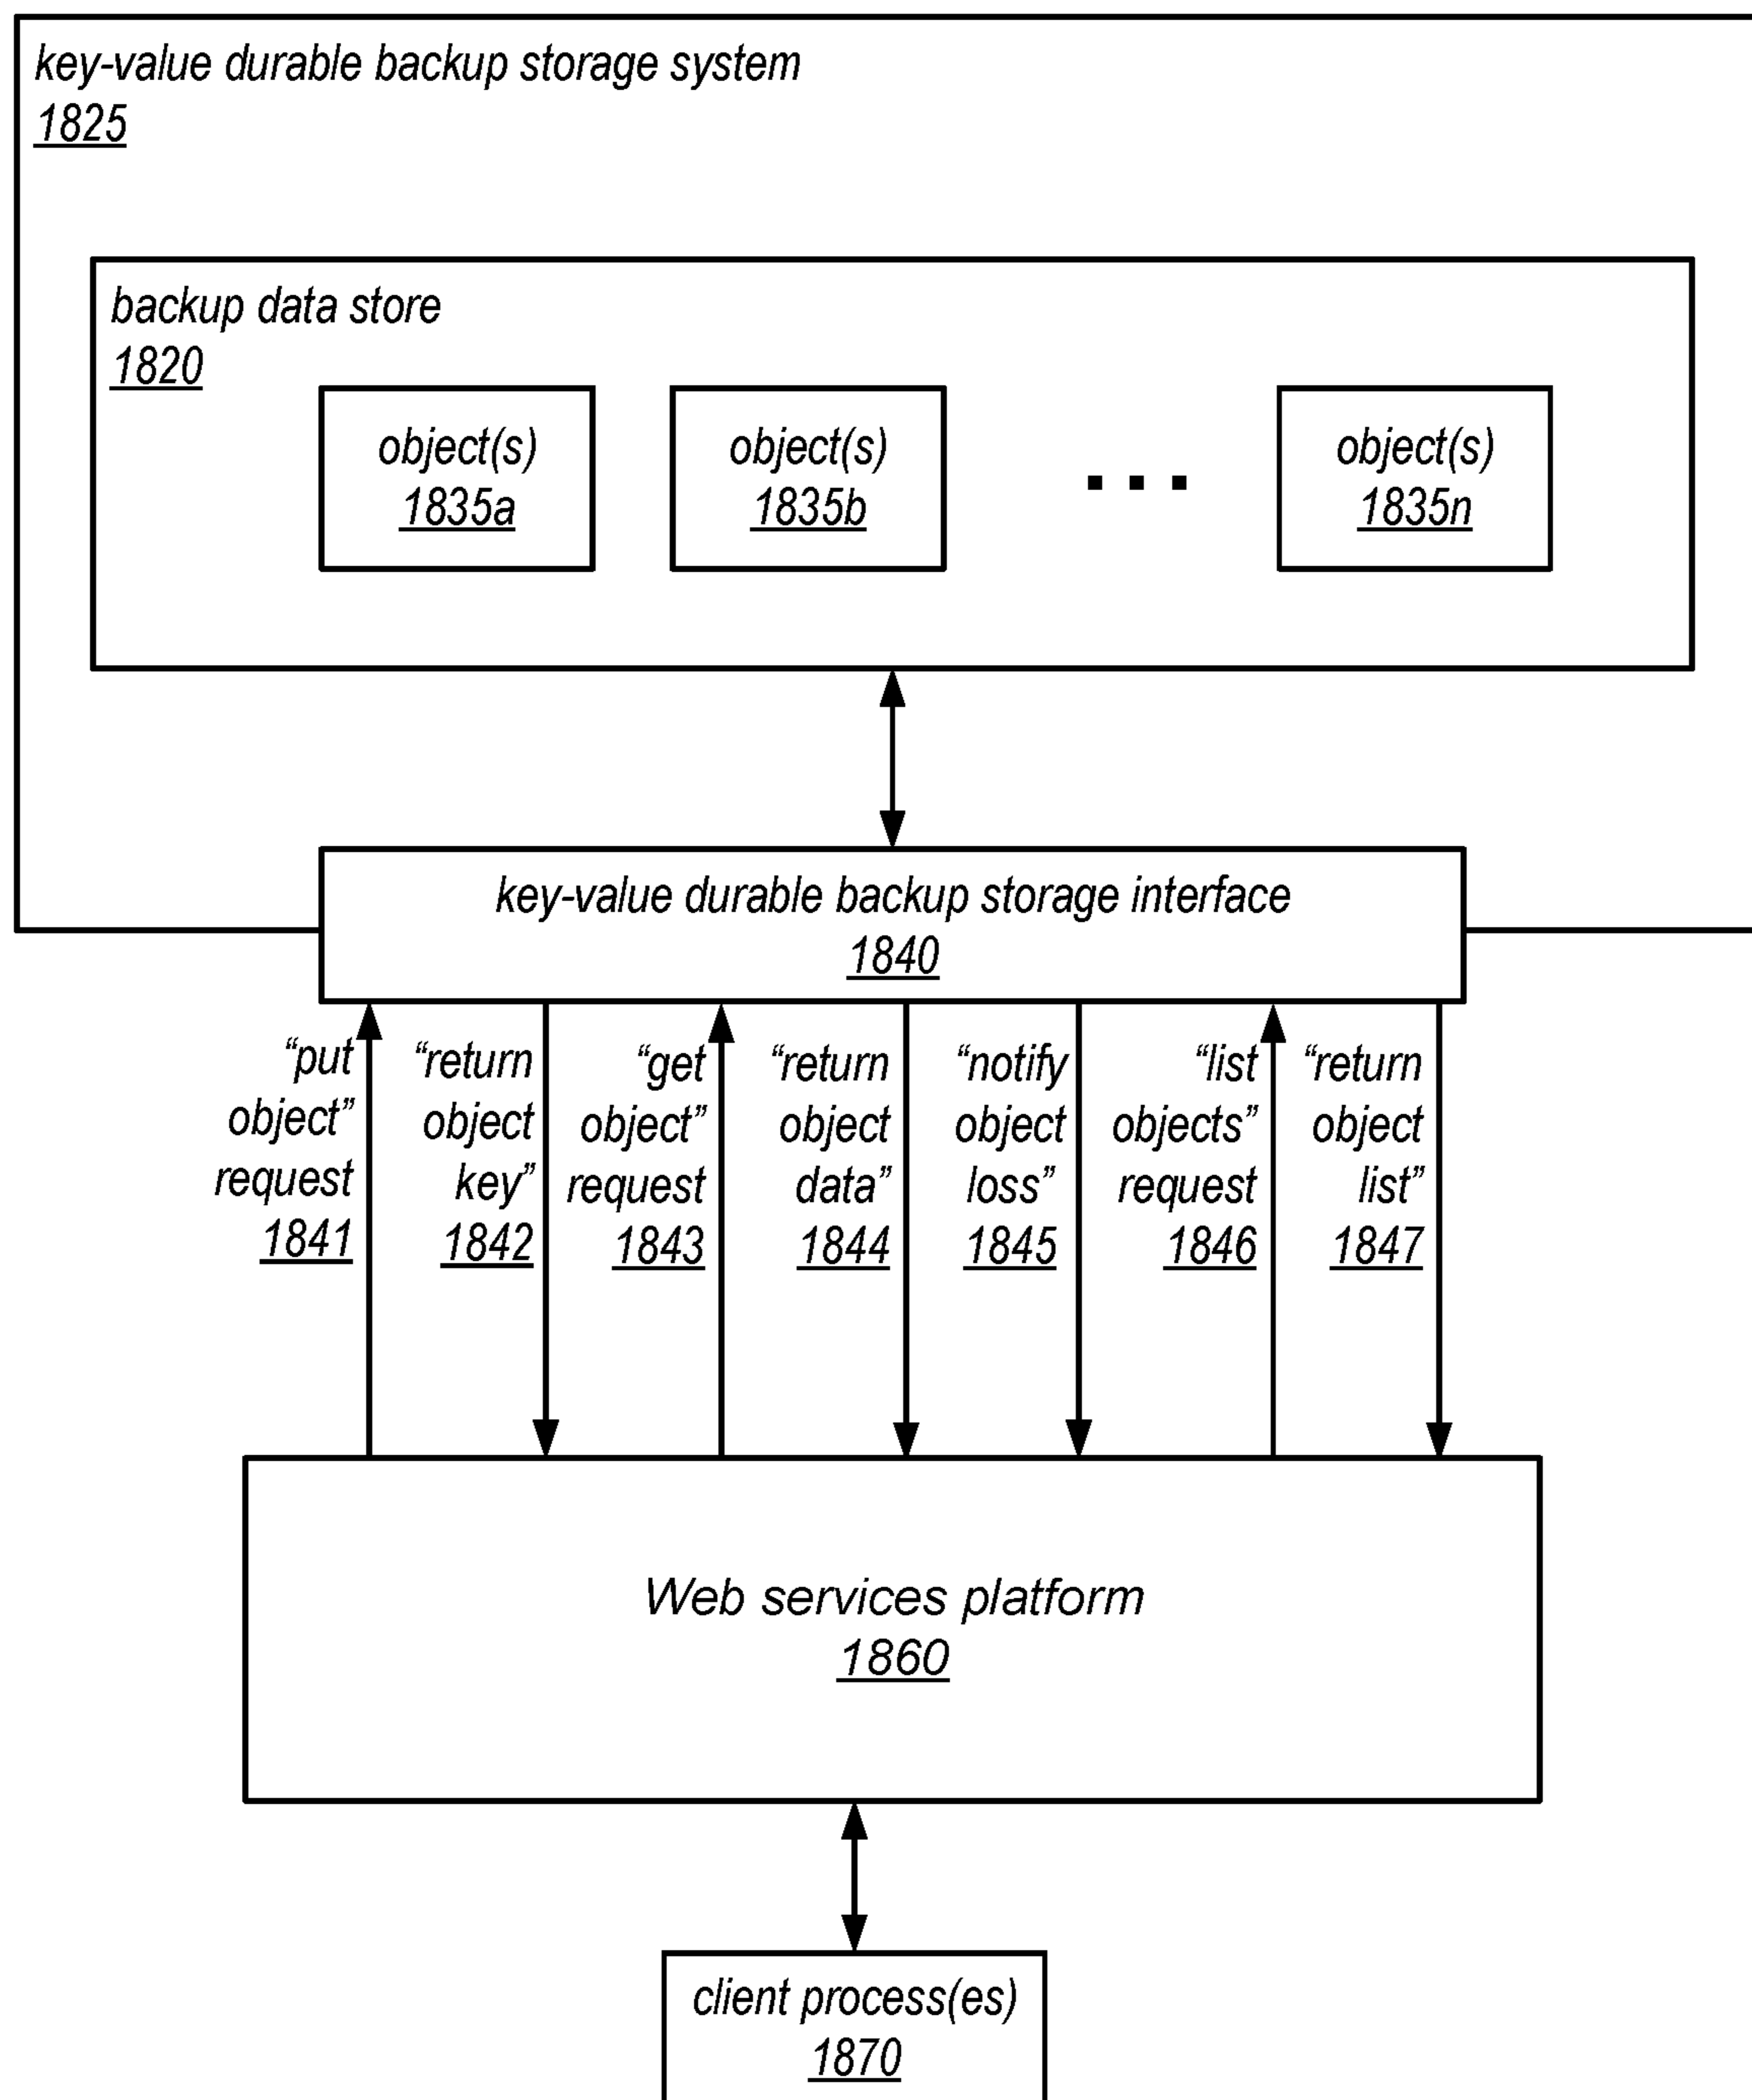 key-value durable backup storage system
1825
backup data store
1820
object(s)
1835a
object(s)
1835b
object(s)
1835n
key-value durable backup storage interface
1840
“put
object”
request
1841
“return
object
key”
1842
“get
object”
request
1843
“return
object
data”
1844
“notify
object
loss”
1845
“list
objects”
request
1846
“return
object
list”
1847
Web services platform
1860
client process(es)
1870